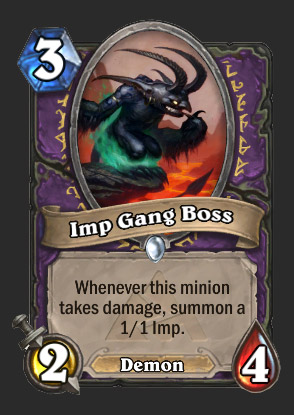 3
Imp Gang Boss
Whenever this minion
takes damage, summon a
1/1 Imp.
2
Demon
4